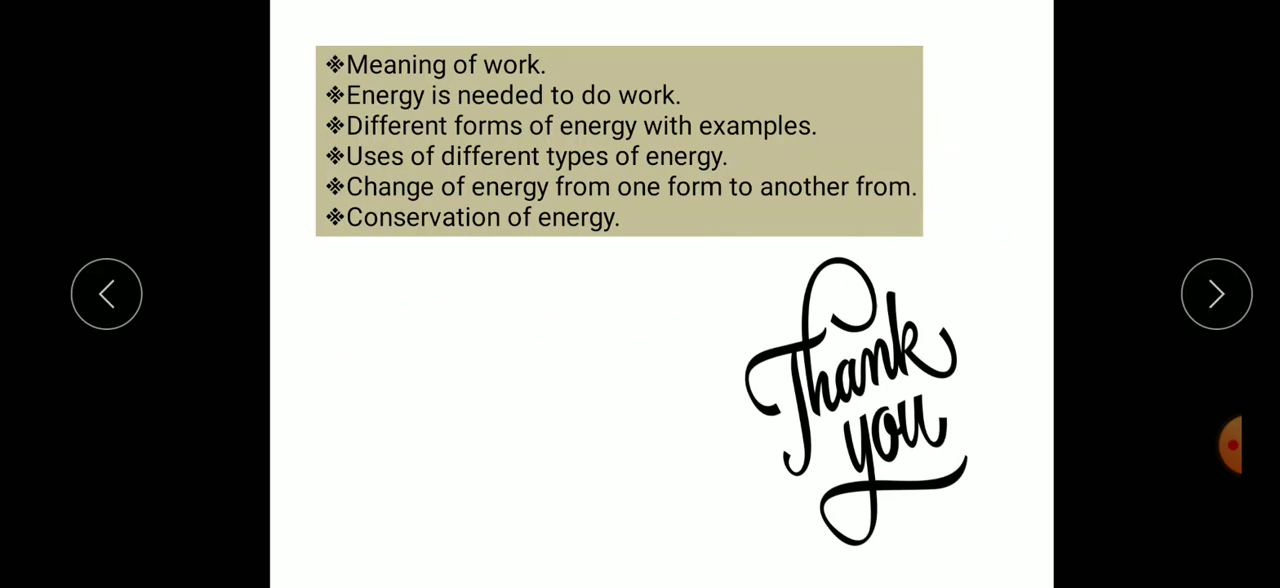 ❖Meaning of work.
❖Energy is needed to do work.
❖Different forms of energy with examples.
❖Uses of different types of energy.
❖Change of energy from one form to another from.
❖Conservation of energy.
Thank
you